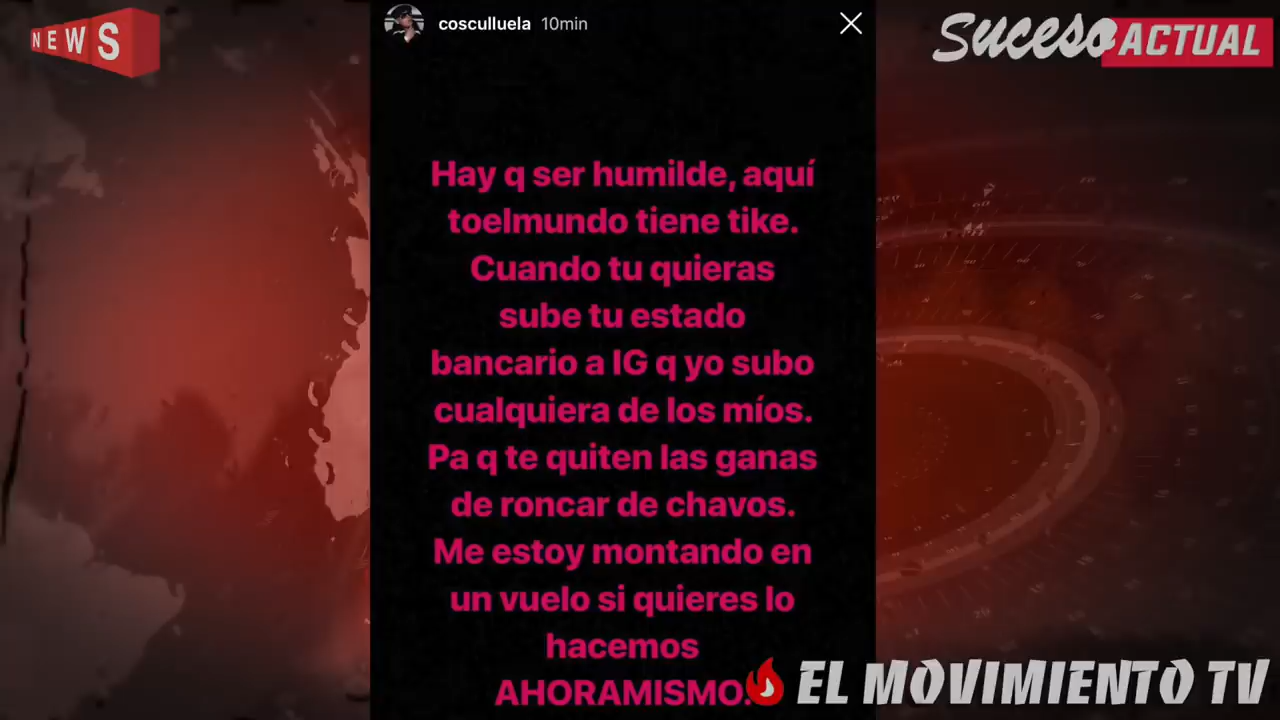 NEWS
cosculluela 10min
Suceso ACTUAL
Hay q ser humilde, aquí
toelmundo tiene tike.
Cuando tu quieras
sube tu estado
bancario a IG q yo subo
cualquiera de los míos.
Pa q te quiten las ganas
de roncar de chavos.
Me estoy montando en
un vuelo si quieres lo
hacemos
AHORAMISMO.
EL MOVIMIENTO TV